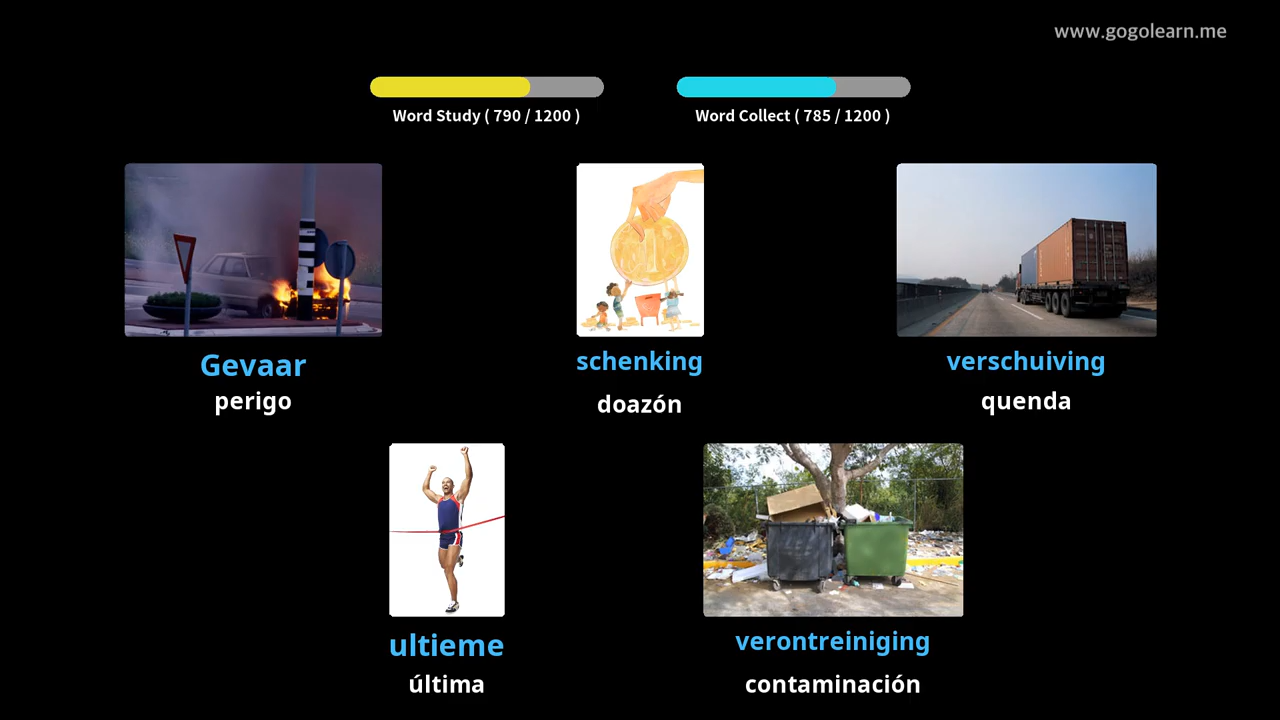 www.gogolearn.me
Word Study ( 790 / 1200 )
Word Collect ( 785 / 1200 )
Gevaar
perigo
schenking
doazón
verschuiving
quenda
ultieme
última
verontreiniging
contaminación